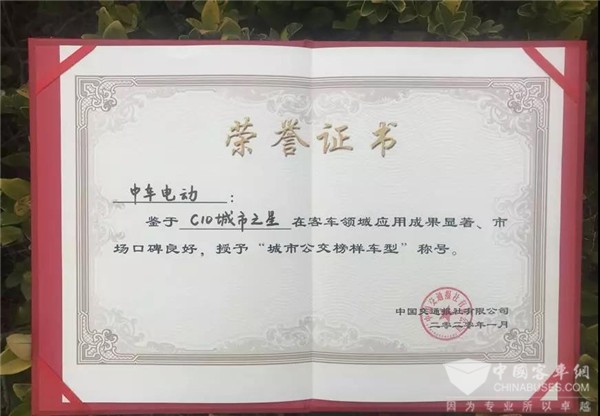 荣誉证书
中车电动：
鉴于 C10城市之星 在客车领域应用成果显著、市
场口碑良好，授予“城市公交榜样车型”称号。
中国交通报社有限公司
二零二零年一月
中國客車網
CHINABUSES.COM
因为专业所以卓越